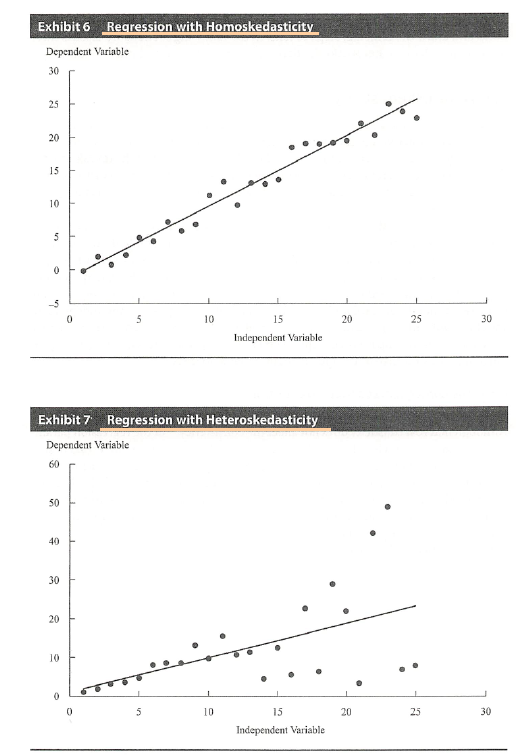 Exhibit 6 Regression with Homoskedasticity
Dependent Variable
30
25
20
15
10
5
0
–5
0 5 10 15 20 25 30
Independent Variable
Exhibit 7 Regression with Heteroskedasticity
Dependent Variable
60
50
40
30
20
10
0
0 5 10 15 20 25 30
Independent Variable